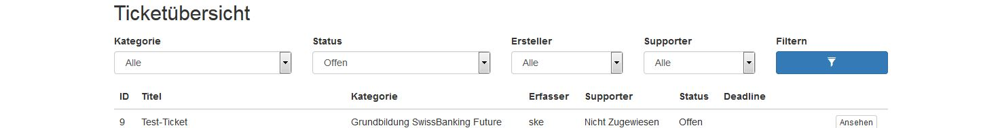 Ticketübersicht
Kategorie Status Ersteller Supporter Filtern
Alle Offen Alle Alle
ID Titel Kategorie Erfasser Supporter Status Deadline
9 Test-Ticket Grundbildung SwissBanking Future ske Nicht Zugewiesen Offen Ansehen